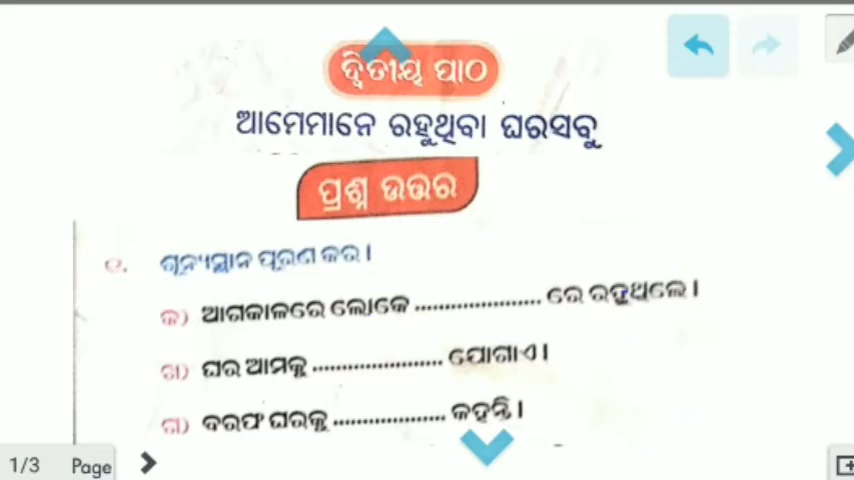 ଦ୍ୱିତୀୟ ପାଠ
ଆମେମାନେ ରହୁଥିବା ଘରସବୁ
ପ୍ରଶ୍ନ ଉତ୍ତର
୧. ଶୂନ୍ୟସ୍ଥାନ ପୂରଣ କର ।
କ) ଆଗକାଳରେ ଲୋକେ ...................... ରେ ରହୁଥିଲେ ।
ଖ) ଘର ଆମକୁ ...................... ଯୋଗାଏ ।
ଗ) ବରଫ ଘରକୁ ................... କହନ୍ତି ।
1/3 Page